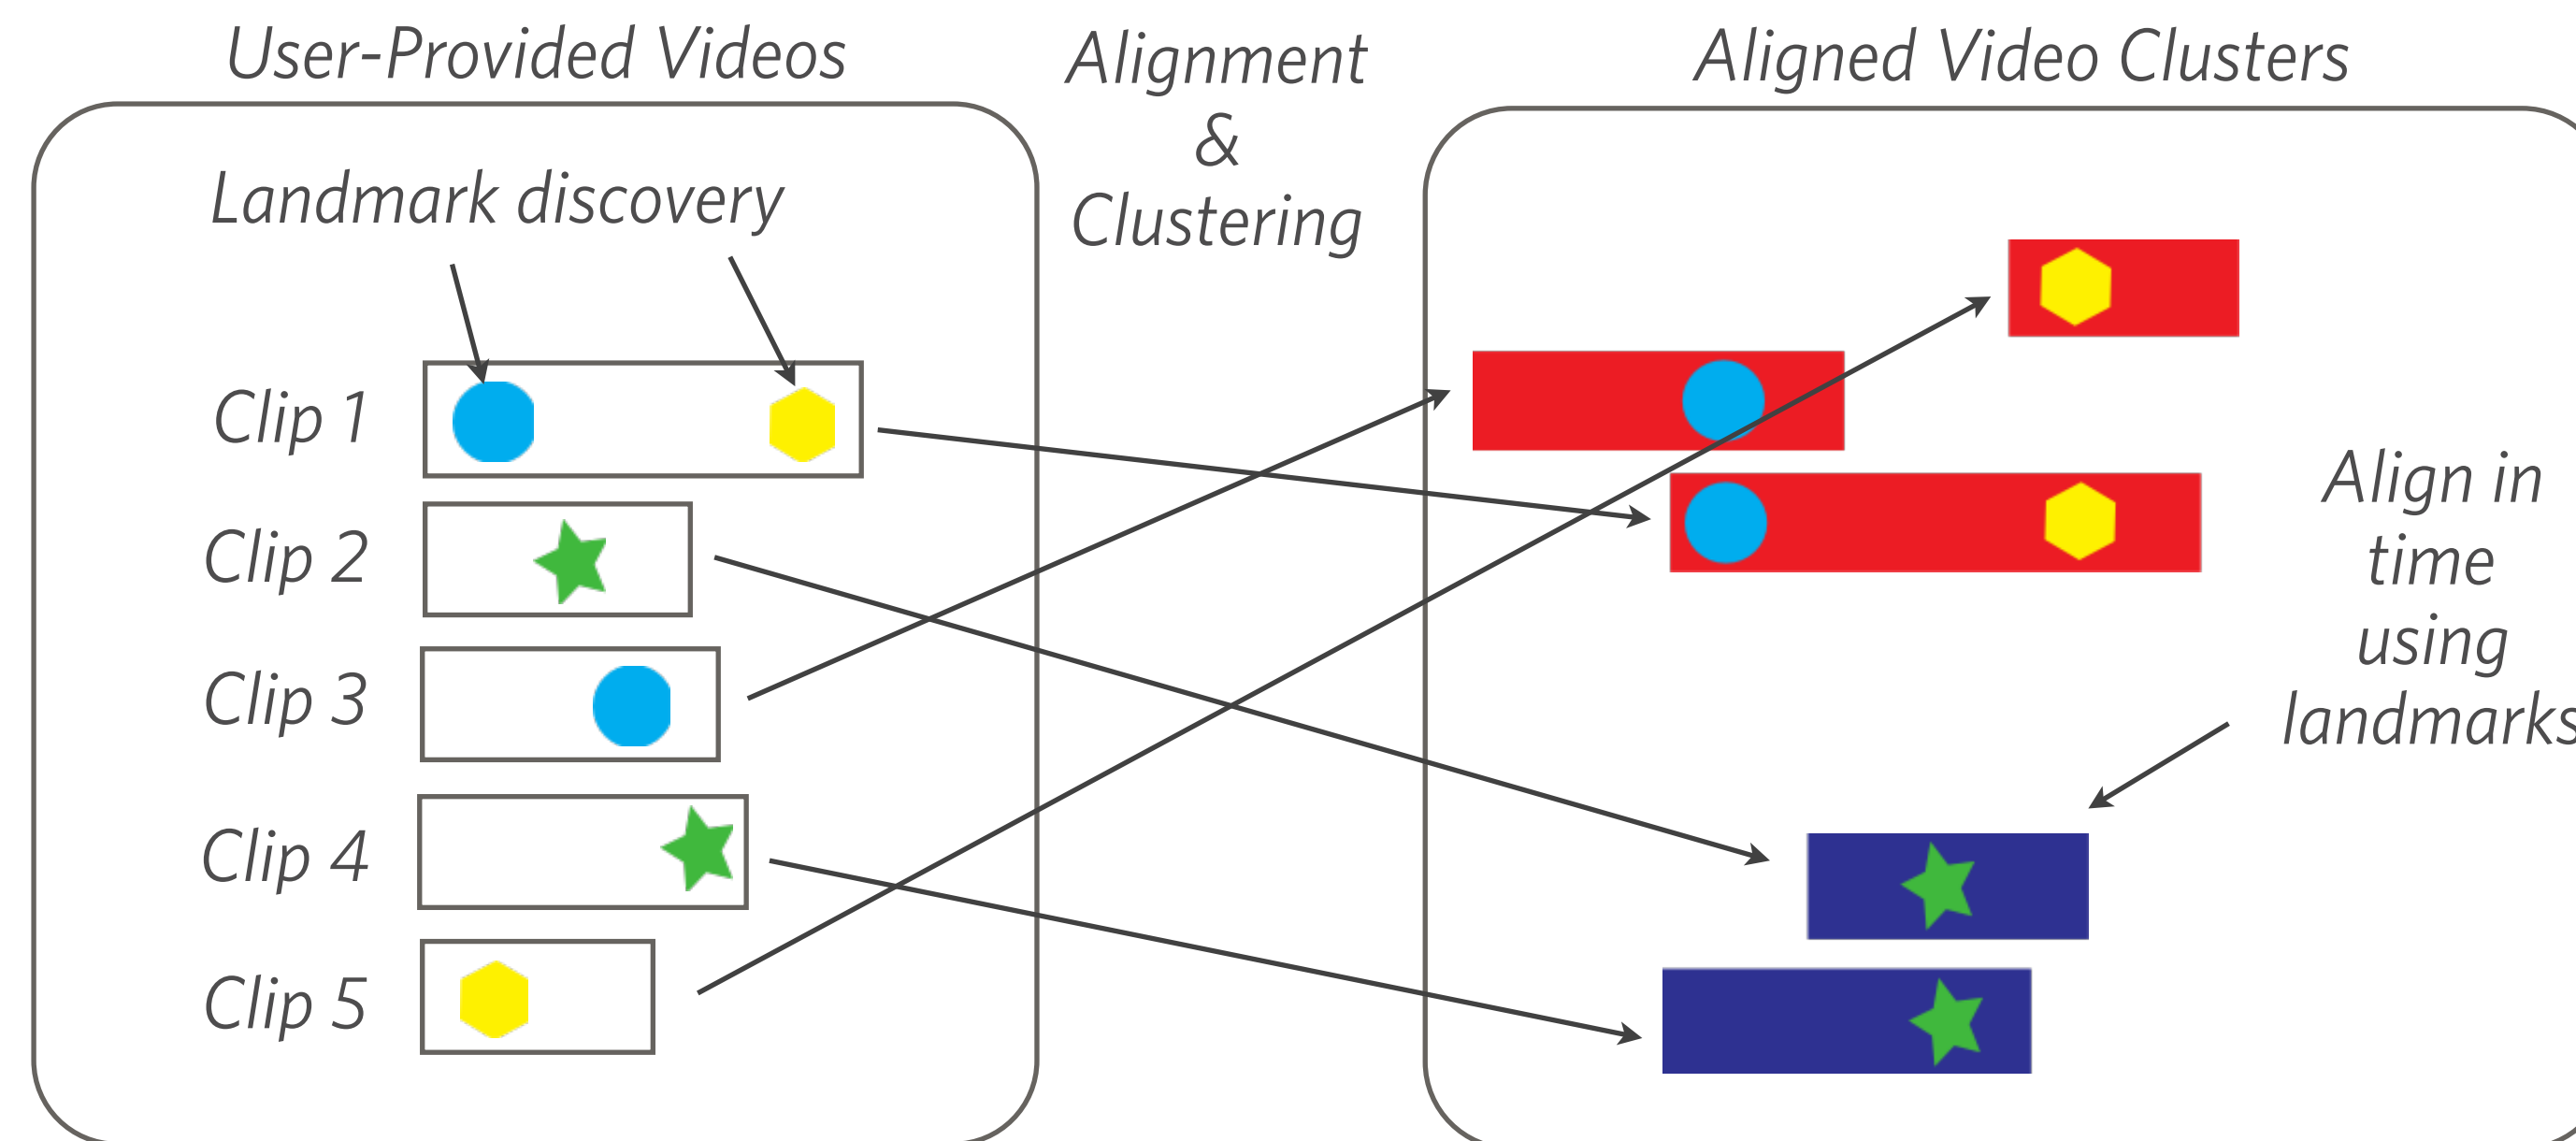 User-Provided Videos
Alignment
&
Clustering
Aligned Video Clusters
Landmark discovery
Clip 1
Clip 2
Clip 3
Clip 4
Clip 5
Align in
time
using
landmarks